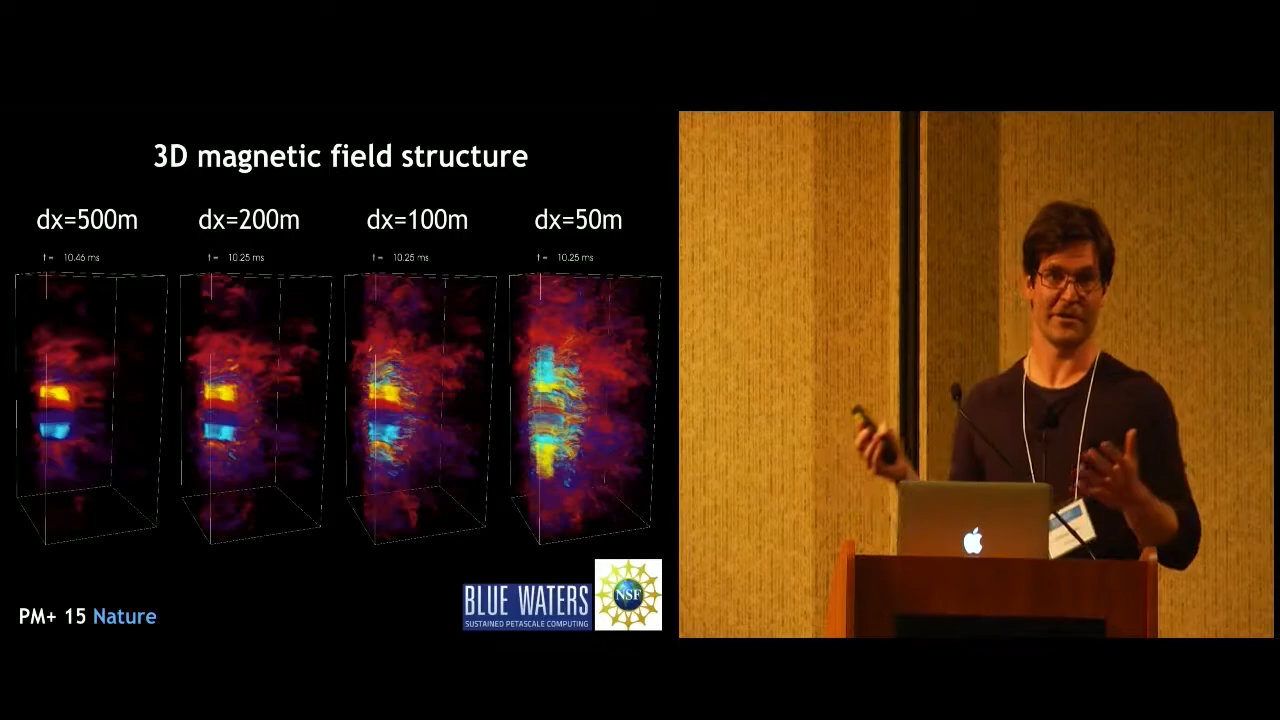 3D magnetic field structure
dx=500m dx=200m dx=100m dx=50m
t = 10.46 ms t = 10.25 ms t = 10.25 ms t = 10.25 ms
BLUE WATERS
SUSTAINED PETASCALE COMPUTING
NSF
PM+ 15 Nature